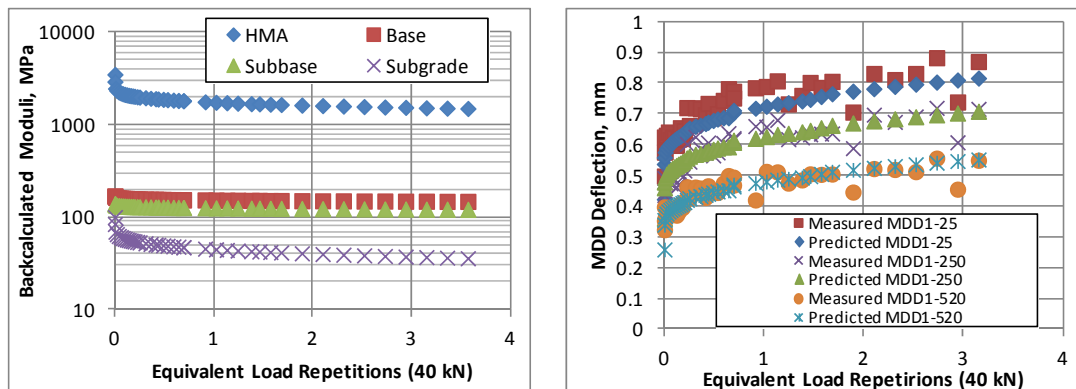 10000
1000
100
10
Backcalculated Moduli, MPa
HMA
Base
Subbase
Subgrade
0
1
2
3
4
Equivalent Load Repetitions (40 kN)
1
0.9
0.8
0.7
0.6
0.5
0.4
0.3
0.2
0.1
0
MDD Deflection, mm
Measured MDD1-25
Predicted MDD1-25
Measured MDD1-250
Predicted MDD1-250
Measured MDD1-520
Predicted MDD1-520
0
1
2
3
4
Equivalent Load Repetirions (40 kN)